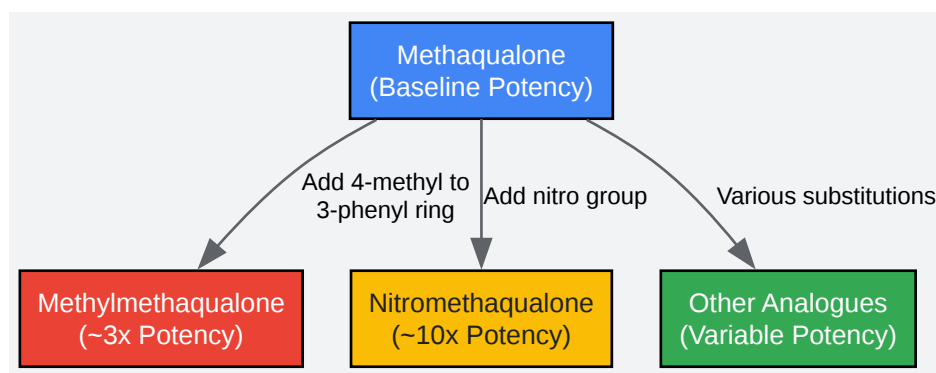 Methaqualone
(Baseline Potency)
Add 4-methyl to
3-phenyl ring
Add nitro group
Various substitutions
Methylmethaqualone
(~3x Potency)
Nitromethaqualone
(~10x Potency)
Other Analogues
(Variable Potency)